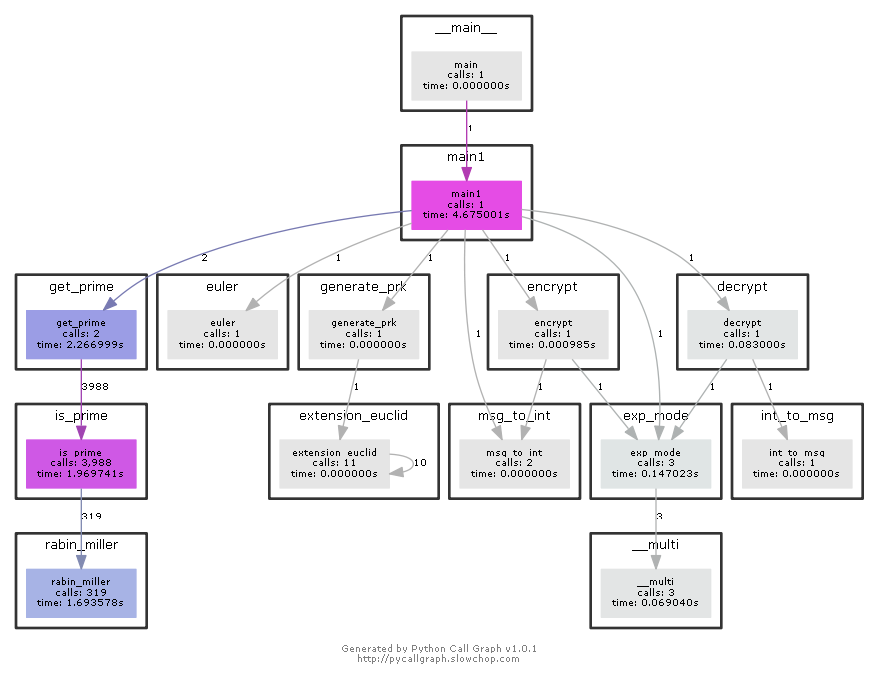 __main__
main
calls: 1
time: 0.000000s
1
main1
main1
calls: 1
time: 4.675001s
2
1
1
1
1
get_prime
get_prime
calls: 2
time: 2.266999s
euler
euler
calls: 1
time: 0.000000s
generate_prk
generate_prk
calls: 1
time: 0.000000s
1
encrypt
encrypt
calls: 1
time: 0.000985s
1
decrypt
decrypt
calls: 1
time: 0.083000s
3988
1
1
1
1
1
is_prime
is_prime
calls: 3,988
time: 1.969741s
extension_euclid
extension_euclid
calls: 11
time: 0.000000s
10
msg_to_int
msg_to_int
calls: 2
time: 0.000000s
exp_mode
exp_mode
calls: 3
time: 0.147023s
int_to_msg
int_to_msg
calls: 1
time: 0.000000s
319
3
rabin_miller
rabin_miller
calls: 319
time: 1.693578s
__multi
__multi
calls: 3
time: 0.069040s
Generated by Python Call Graph v1.0.1
http://pycallgraph.slowchop.com